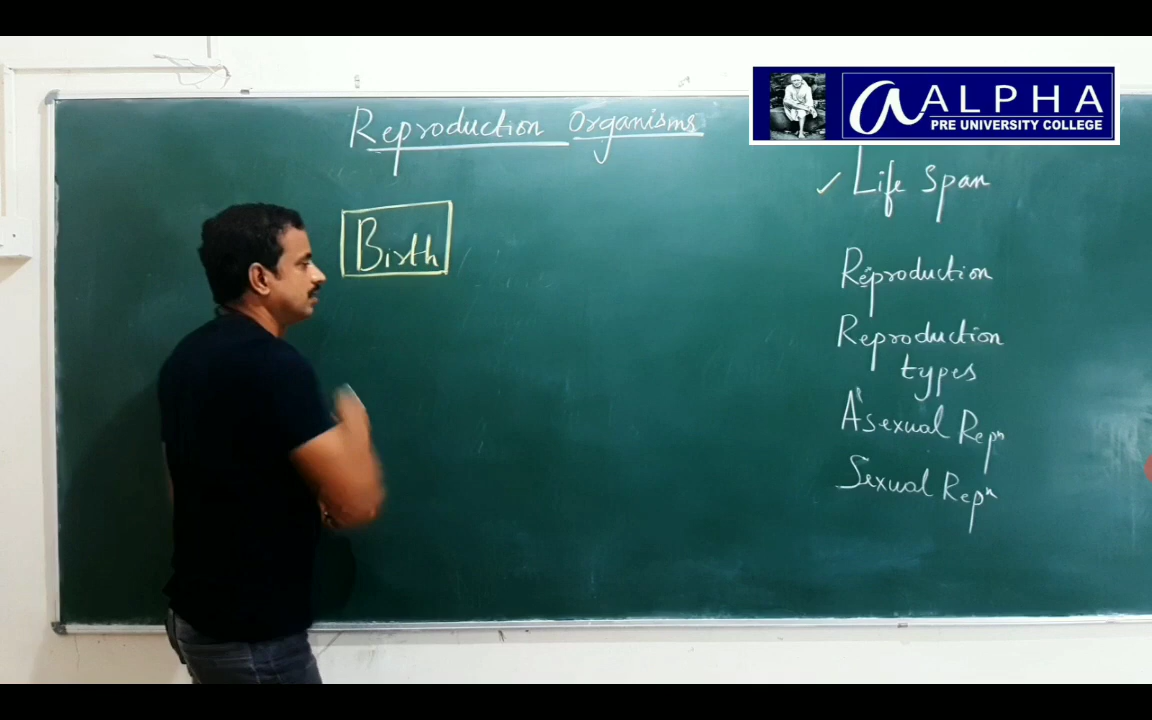 Reproduction Organisms
ALPHA
PRE UNIVERSITY COLLEGE
✓ Life Span
Birth
Reproduction
Reproduction
types
Asexual Repⁿ
Sexual Repⁿ